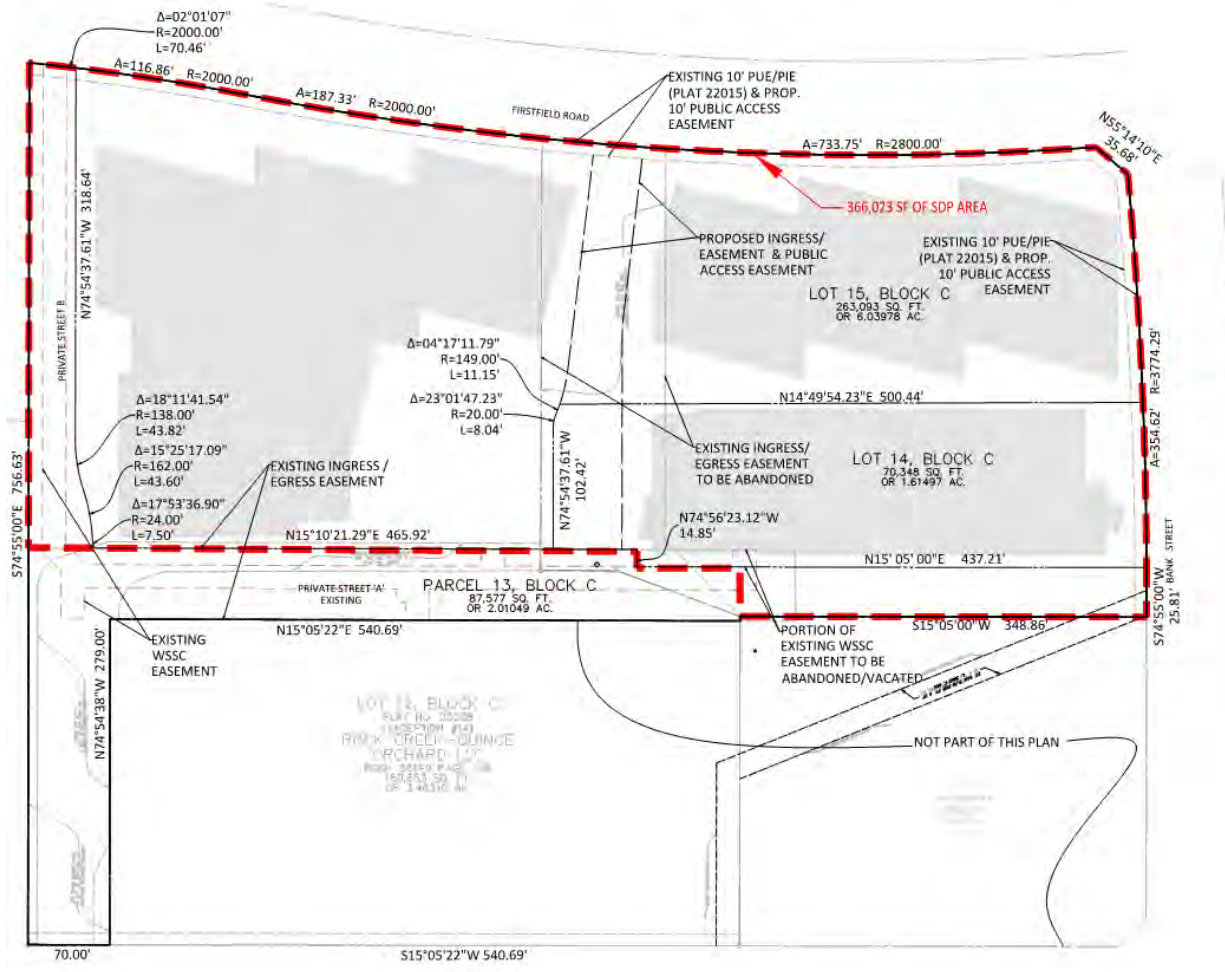 Δ=02°01'07"
R=2000.00'
L=70.46'
A=116.86' R=2000.00'
A=187.33' R=2000.00'
FIRSTFIELD ROAD
EXISTING 10' PUE/PIE
(PLAT 22015) & PROP.
10' PUBLIC ACCESS
EASEMENT
A=733.75' R=2800.00'
N55°14'10"E
35.68'
366,023 SF OF SDP AREA
N74°54'37.61"W 318.64'
PRIVATE STREET B
PROPOSED INGRESS/
EASEMENT & PUBLIC
ACCESS EASEMENT
EXISTING 10' PUE/PIE
(PLAT 22015) & PROP.
10' PUBLIC ACCESS
EASEMENT
LOT 15, BLOCK C
263,093 SQ. FT.
OR 6.03978 AC.
Δ=04°17'11.79"
R=149.00'
L=11.15'
Δ=23°01'47.23"
R=20.00'
L=8.04'
N14°49'54.23"E 500.44'
A=354.62' R=3774.29'
Δ=18°11'41.54"
R=138.00'
L=43.82'
Δ=15°25'17.09"
R=162.00'
L=43.60'
Δ=17°53'36.90"
R=24.00'
L=7.50'
EXISTING INGRESS /
EGRESS EASEMENT
N74°54'37.61"W
102.42'
EXISTING INGRESS/
EGRESS EASEMENT
TO BE ABANDONED
LOT 14, BLOCK C
70,348 SQ. FT.
OR 1.61497 AC.
S74°55'00"E 756.63'
N15°10'21.29"E 465.92'
N74°56'23.12"W
14.85'
N15°05'00"E 437.21'
BANK STREET
S74°55'00"W
25.81'
PRIVATE STREET 'A'
EXISTING
PARCEL 13, BLOCK C
87,577 SQ. FT.
OR 2.01049 AC.
N15°05'22"E 540.69'
S15°05'00"W 348.86'
EXISTING
WSSC
EASEMENT
N74°54'38"W 279.00'
PORTION OF
EXISTING WSSC
EASEMENT TO BE
ABANDONED/VACATED
LOT 12, BLOCK C
ROCK CREEK-QUINCE
ORCHARD
NOT PART OF THIS PLAN
70.00'
S15°05'22"W 540.69'